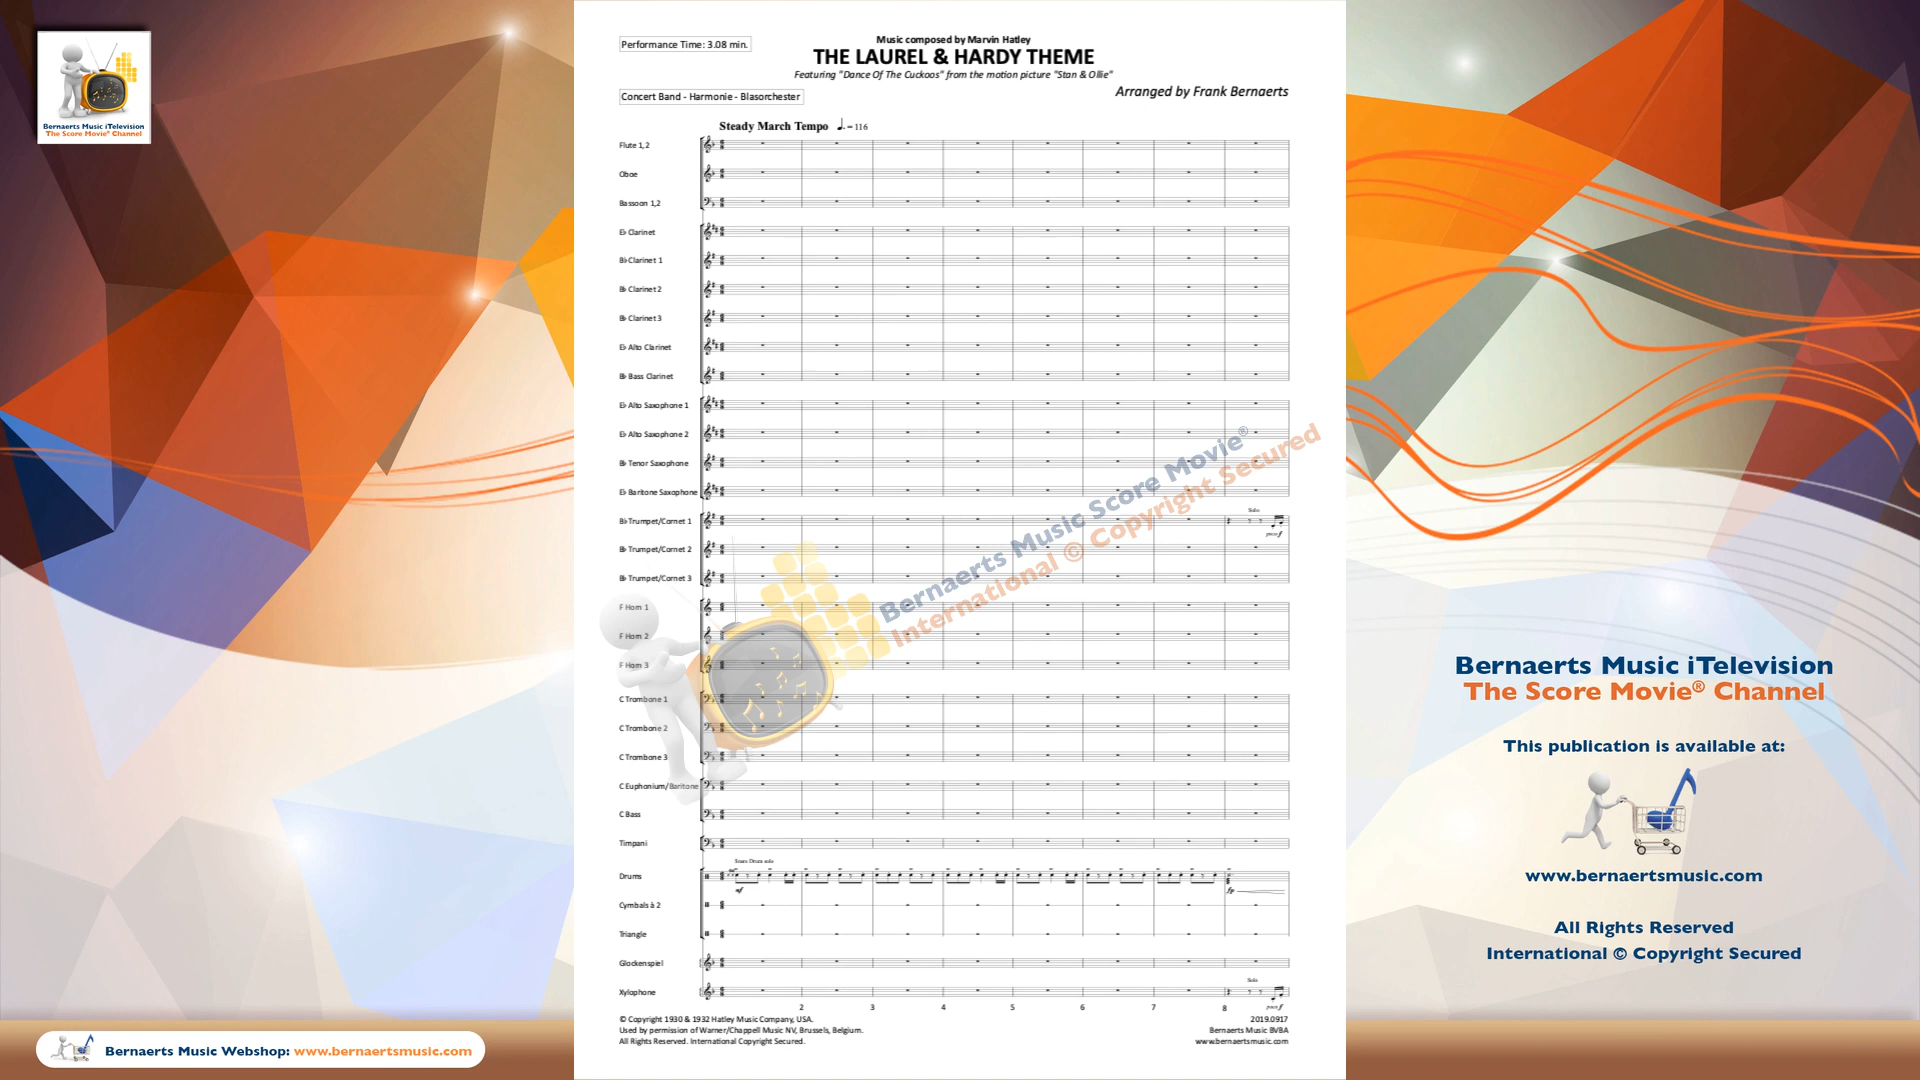 Bernaerts Music iTelevision
The Score Movie® Channel
Performance Time: 3.08 min.
Music composed by Marvin Hatley
THE LAUREL & HARDY THEME
Featuring "Dance Of The Cuckoos" from the motion picture "Stan & Ollie"
Concert Band - Harmonie - Blasorchester
Arranged by Frank Bernaerts
Steady March Tempo ♩. = 116
Flute 1,2
Oboe
Bassoon 1,2
E♭ Clarinet
B♭ Clarinet 1
B♭ Clarinet 2
B♭ Clarinet 3
E♭ Alto Clarinet
B♭ Bass Clarinet
E♭ Alto Saxophone 1
E♭ Alto Saxophone 2
B♭ Tenor Saxophone
E♭ Baritone Saxophone
B♭ Trumpet/Cornet 1
Solo
poco f
B♭ Trumpet/Cornet 2
B♭ Trumpet/Cornet 3
F Horn 1
F Horn 2
F Horn 3
C Trombone 1
C Trombone 2
C Trombone 3
C Euphonium/Baritone
C Bass
Timpani
Snare Drum solo
Drums
mf
fp
Cymbals à 2
Triangle
Glockenspiel
Solo
Xylophone
poco f
2 3 4 5 6 7 8
Bernaerts Music Score Movie®
International © Copyright Secured
© Copyright 1930 & 1932 Hatley Music Company, USA.
Used by permission of Warner/Chappell Music NV, Brussels, Belgium.
All Rights Reserved. International Copyright Secured.
2019.0917
Bernaerts Music BVBA
www.bernaertsmusic.com
Bernaerts Music iTelevision
The Score Movie® Channel
This publication is available at:
www.bernaertsmusic.com
All Rights Reserved
International © Copyright Secured
Bernaerts Music Webshop: www.bernaertsmusic.com